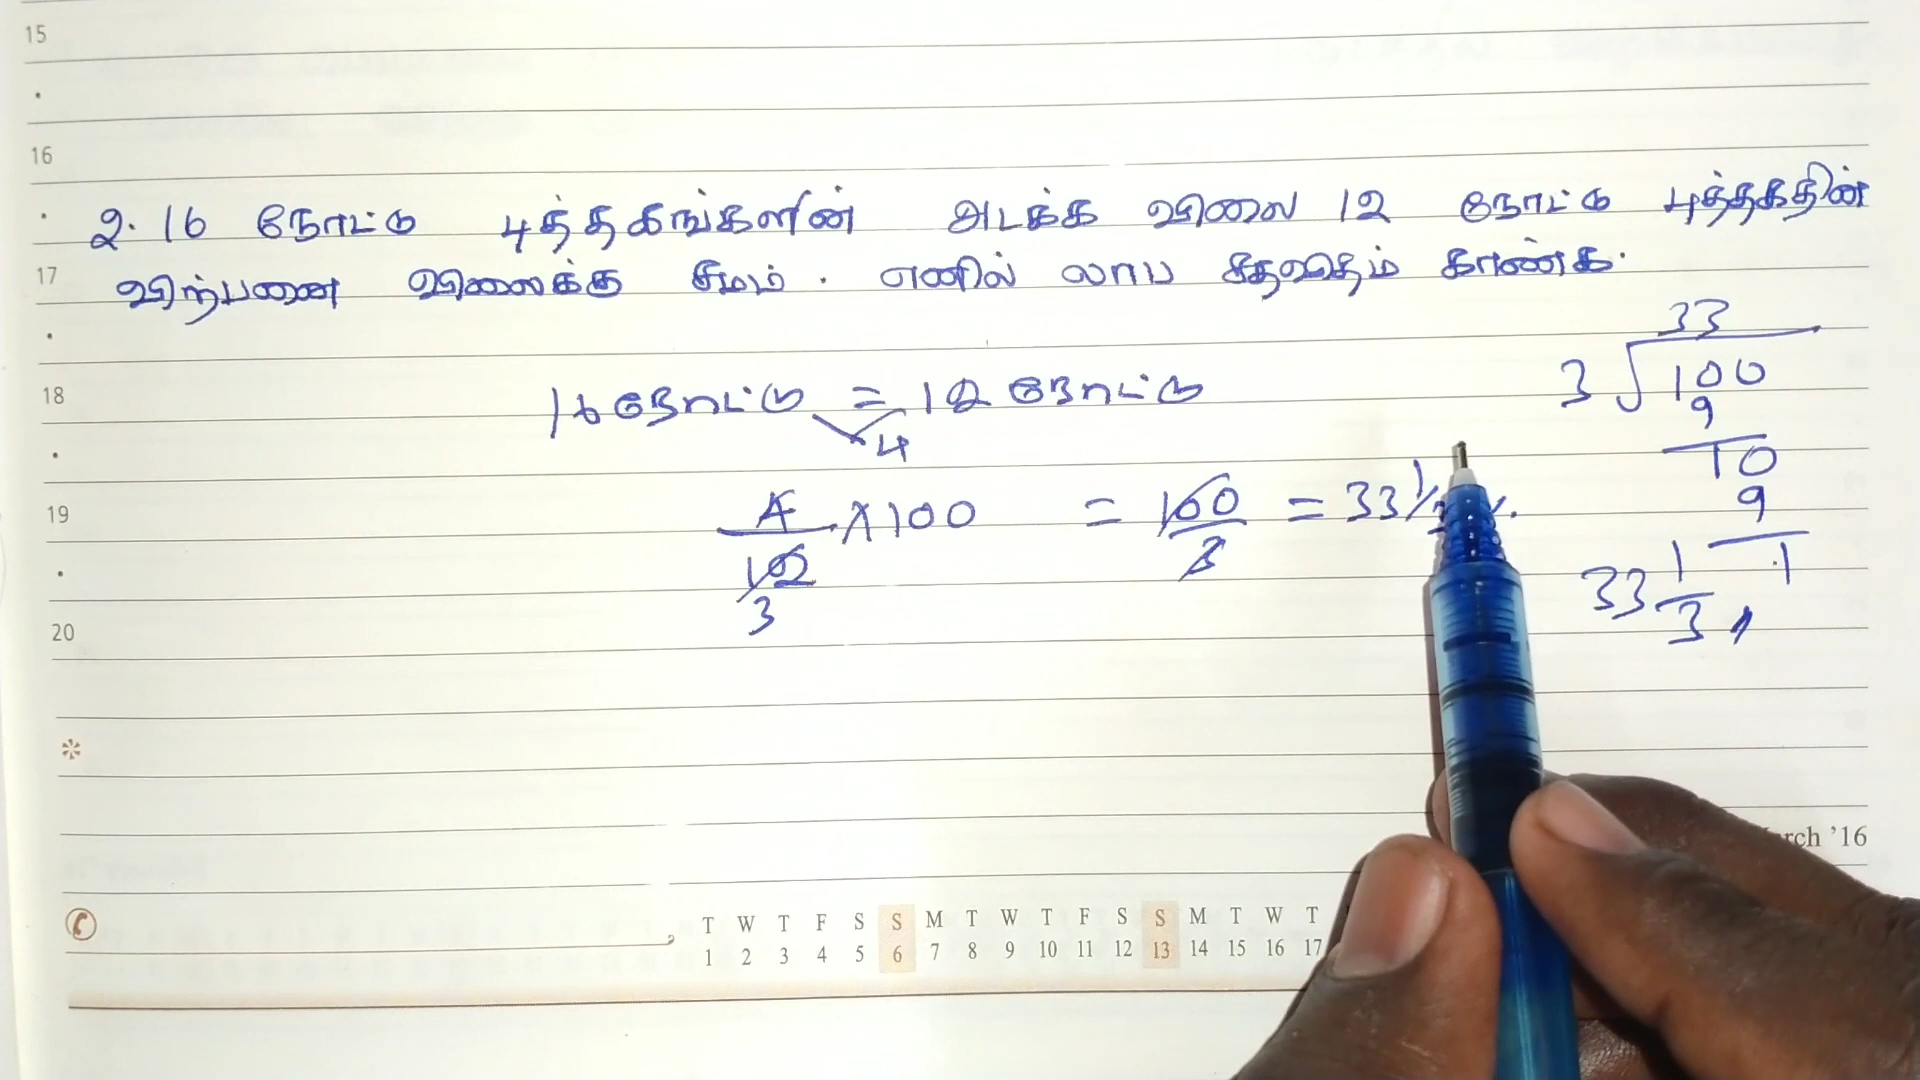 15
16
2. 16 நோட்டு புத்தகங்களின் அடக்க விலை 12 நோட்டு புத்தகதின்
17
விற்பனை விலைக்கு சமம். எனில் லாப சதவிதம் காண்க.
33
18
16 நோட்டு = 12 நோட்டு
3 100
9
4
10
19
4 × 100 = 100 = 33 1/
9
12 3
1
3
33 1/3
20
rch ’16
T W T F S S M T W T F S S M T W T
1 2 3 4 5 6 7 8 9 10 11 12 13 14 15 16 17